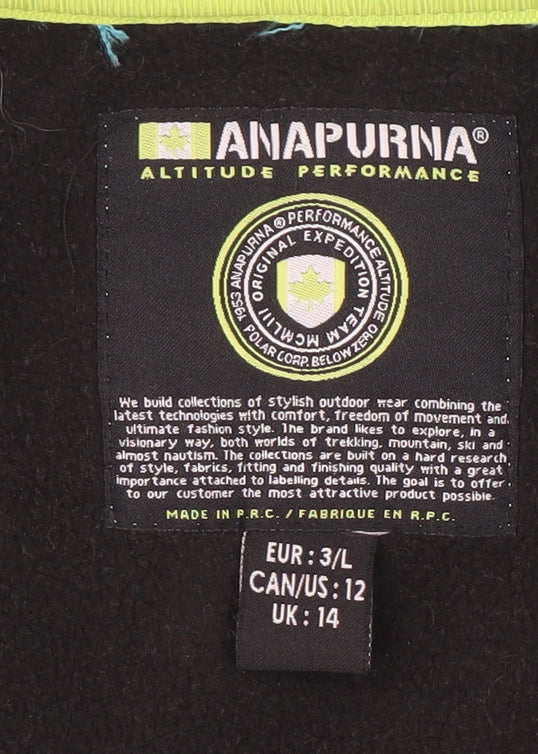 ANAPURNA®
ALTITUDE PERFORMANCE
1953 ANAPURNA® PERFORMANCE ALTITUDE
POLAR CORP. BELOW ZERO
ORIGINAL EXPEDITION TEAM MCMLIII
We build collections of stylish outdoor wear combining the
latest technologies with comfort, freedom of movement and
ultimate fashion style. The brand likes to explore, in a
visionary way, both worlds of trekking, mountain, ski and
almost nautism. The collections are built on a hard research
of style, fabrics, fitting and finishing quality with a great
importance attached to labelling details. The goal is to offer
to our customer the most attractive product possible.
MADE IN P.R.C. / FABRIQUE EN R.P.C.
EUR : 3/L
CAN/US : 12
UK : 14